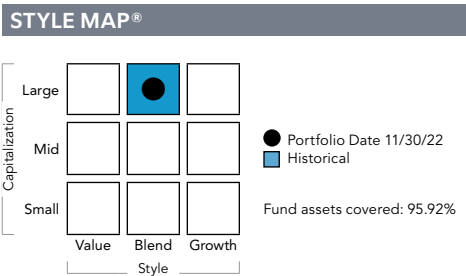 STYLE MAP®
Capitalization
Large
Mid
Small
Value Blend Growth
Style
Portfolio Date 11/30/22
Historical
Fund assets covered: 95.92%